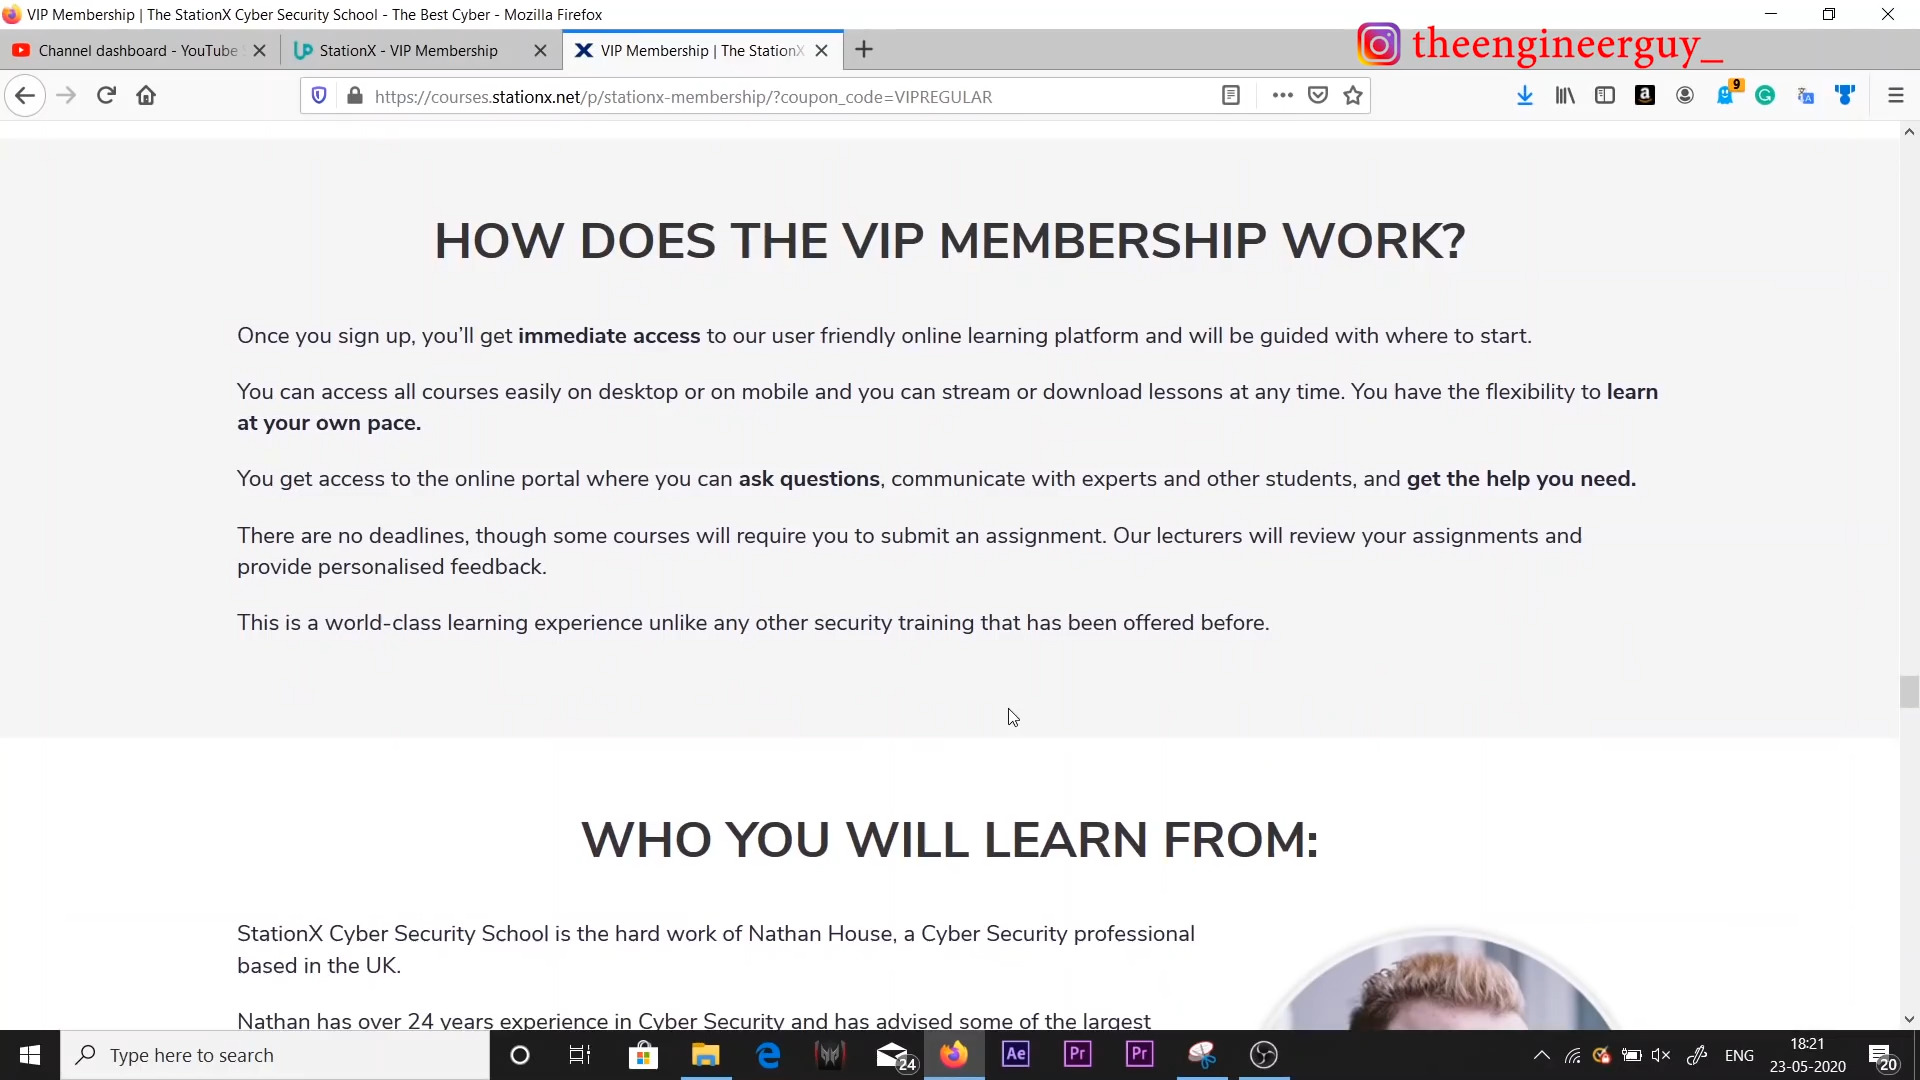 VIP Membership | The StationX Cyber Security School - The Best Cyber - Mozilla Firefox
Channel dashboard - YouTube
StationX - VIP Membership
VIP Membership | The StationX
theengineerguy_
https://courses.stationx.net/p/stationx-membership/?coupon_code=VIPREGULAR
9
HOW DOES THE VIP MEMBERSHIP WORK?
Once you sign up, you'll get immediate access to our user friendly online learning platform and will be guided with where to start.
You can access all courses easily on desktop or on mobile and you can stream or download lessons at any time. You have the flexibility to learn
at your own pace.
You get access to the online portal where you can ask questions, communicate with experts and other students, and get the help you need.
There are no deadlines, though some courses will require you to submit an assignment. Our lecturers will review your assignments and
provide personalised feedback.
This is a world-class learning experience unlike any other security training that has been offered before.
WHO YOU WILL LEARN FROM:
StationX Cyber Security School is the hard work of Nathan House, a Cyber Security professional
based in the UK.
Nathan has over 24 years experience in Cyber Security and has advised some of the largest
Type here to search
24
Ae
Pr
Pr
ENG
18:21
23-05-2020
20